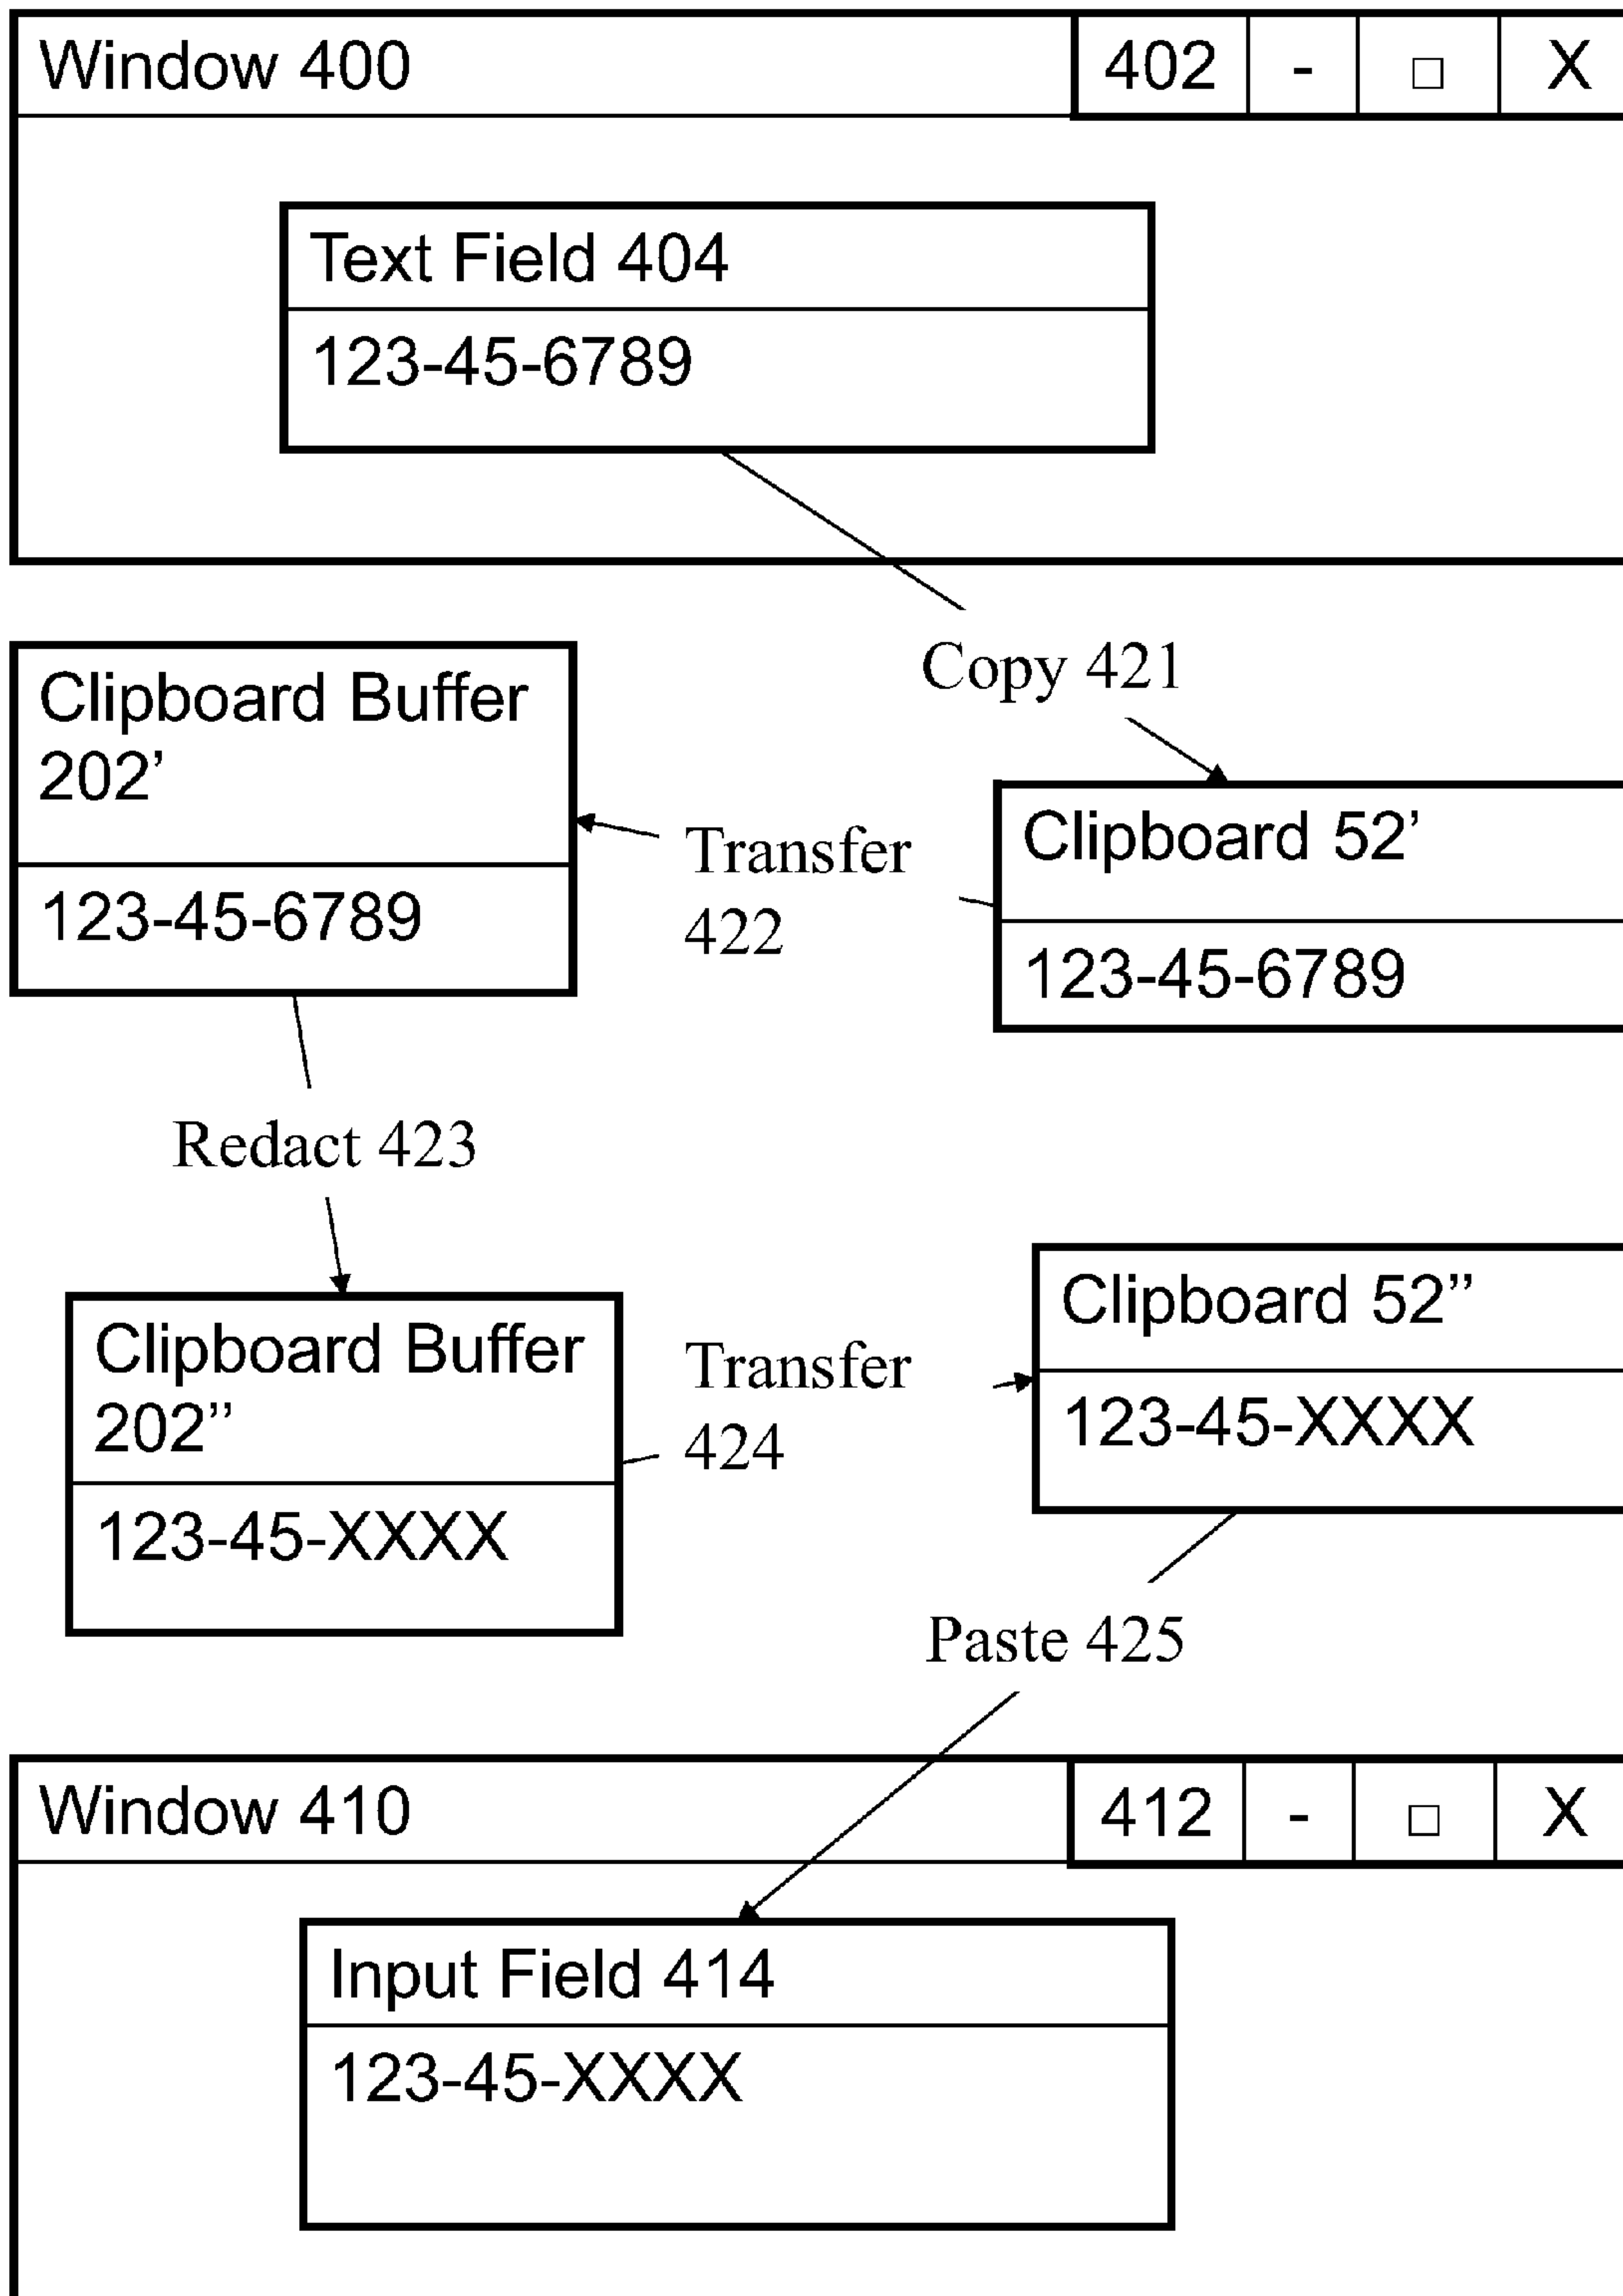 Window 400
402 - □ X
Text Field 404
123-45-6789
Copy 421
Clipboard Buffer
202’
123-45-6789
Transfer
422
Clipboard 52’
123-45-6789
Redact 423
Clipboard Buffer
202”
123-45-XXXX
Transfer
424
Clipboard 52”
123-45-XXXX
Paste 425
Window 410
412 - □ X
Input Field 414
123-45-XXXX